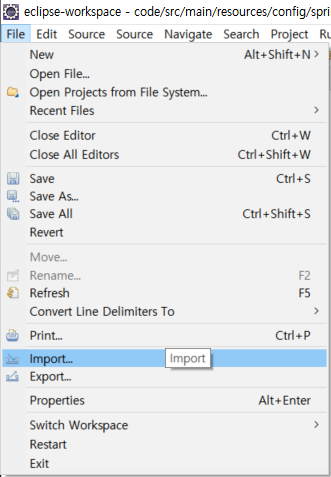 eclipse-workspace - code/src/main/resources/config/spri
File Edit Source Source Navigate Search Project Ru
New Alt+Shift+N >
Open File...
Open Projects from File System...
Recent Files >
Close Editor Ctrl+W
Close All Editors Ctrl+Shift+W
Save Ctrl+S
Save As...
Save All Ctrl+Shift+S
Revert
Move...
Rename... F2
Refresh F5
Convert Line Delimiters To >
Print... Ctrl+P
Import... Import
Export...
Properties Alt+Enter
Switch Workspace >
Restart
Exit